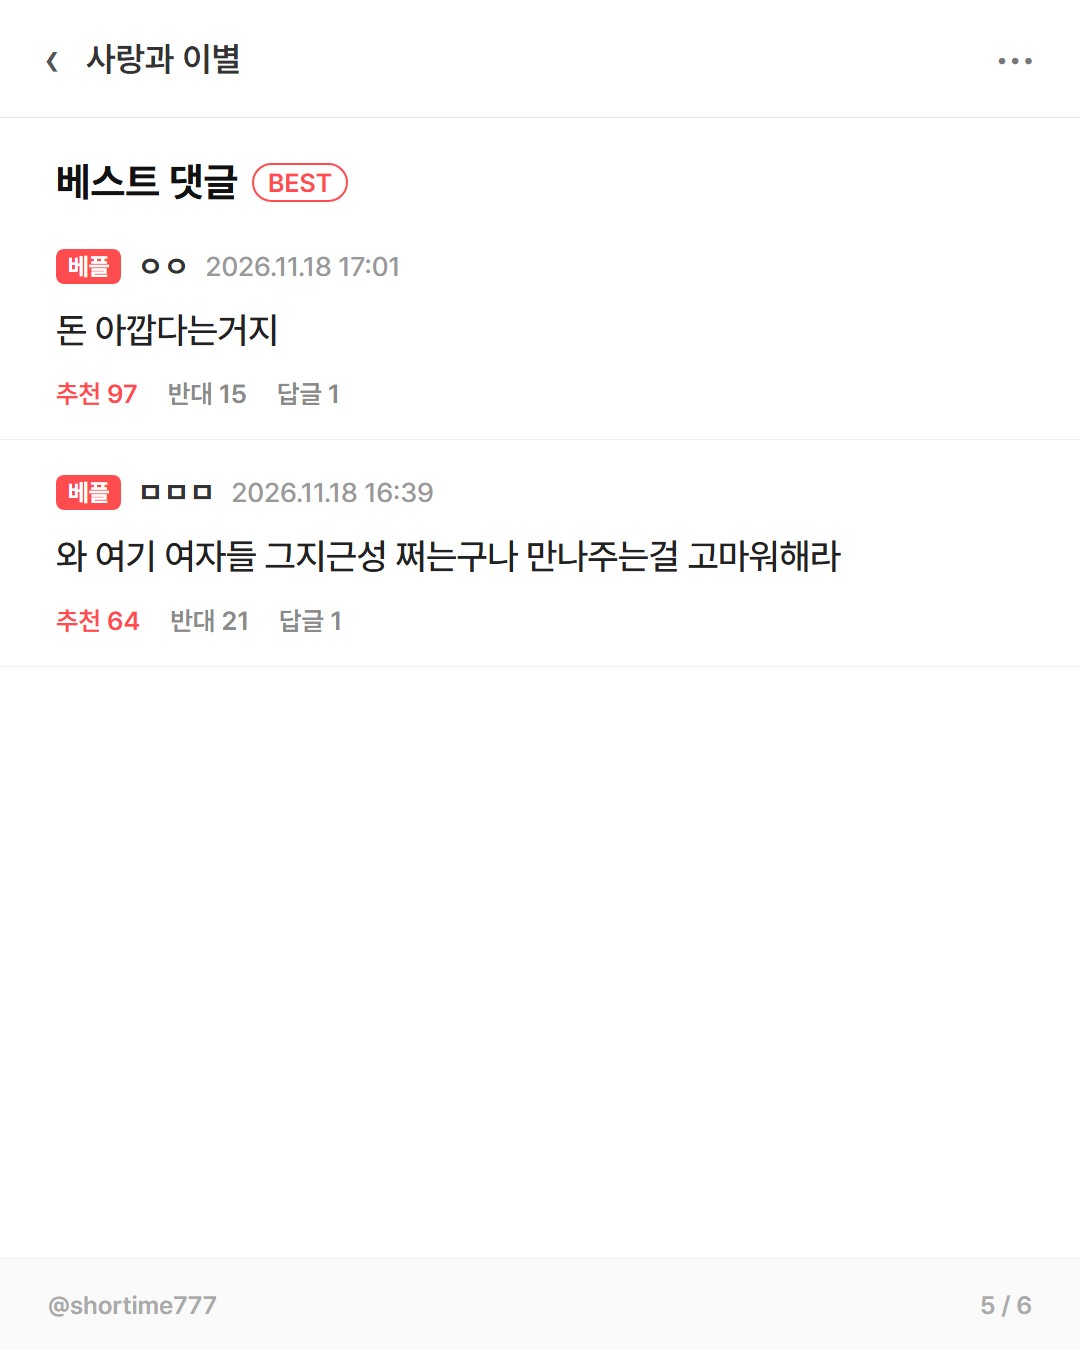 사랑과 이별
베스트 댓글 BEST
베플 ㅇㅇ 2026.11.18 17:01
돈 아깝다는거지
추천 97 반대 15 답글 1
베플 ㅁㅁㅁ 2026.11.18 16:39
와 여기 여자들 그지근성 쩌는구나 만나주는걸 고마워해라
추천 64 반대 21 답글 1
@shortime777 5 / 6